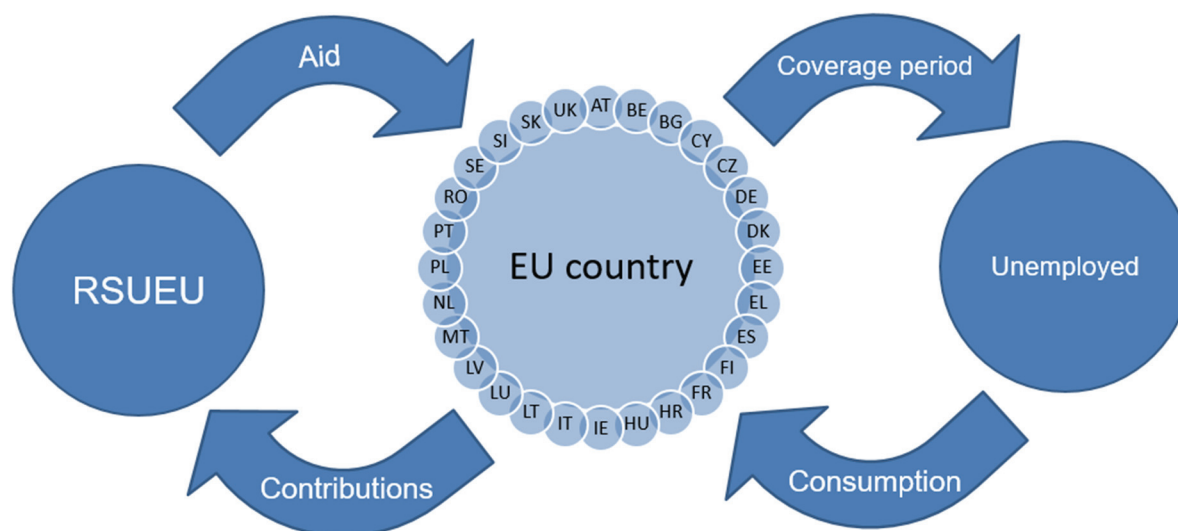 Aid
Coverage period
RSUEU
EU country
AT
BE
BG
CY
CZ
DE
DK
EE
EL
ES
FI
FR
HR
HU
IE
IT
LT
LU
LV
MT
NL
PL
PT
RO
SE
SI
SK
UK
Unemployed
Contributions
Consumption